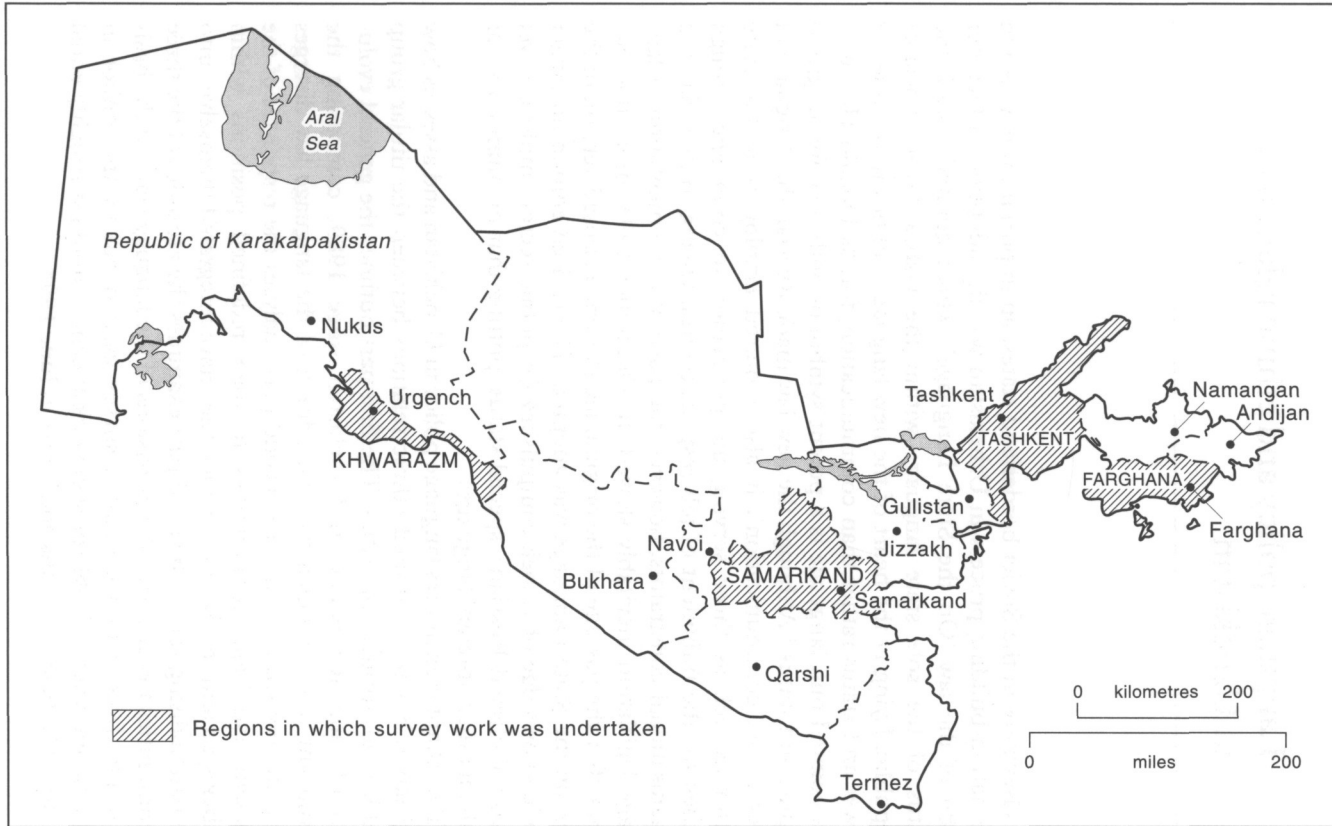 Aral
Sea
Republic of Karakalpakistan
Nukus
Urgench
KHWARAZM
Tashkent
Namangan
Andijan
TASHKENT
FARGHANA
Gulistan
Farghana
Jizzakh
Navoi
Bukhara
SAMARKAND
Samarkand
Qarshi
0 kilometres 200
Regions in which survey work was undertaken
0 miles 200
Termez